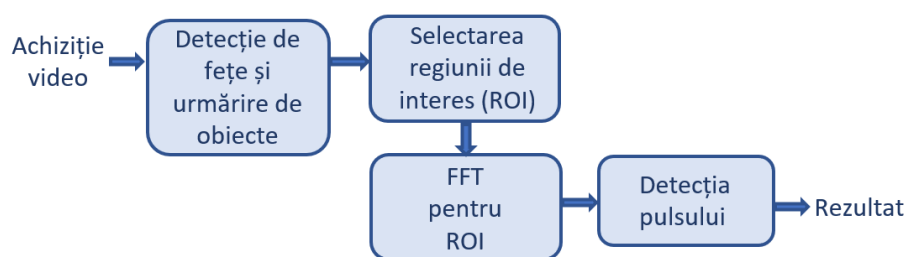 Achiziție
video
Detecție de
fețe și
urmărire de
obiecte
Selectarea
regiunii de
interes (ROI)
FFT
pentru
ROI
Detecția
pulsului
Rezultat